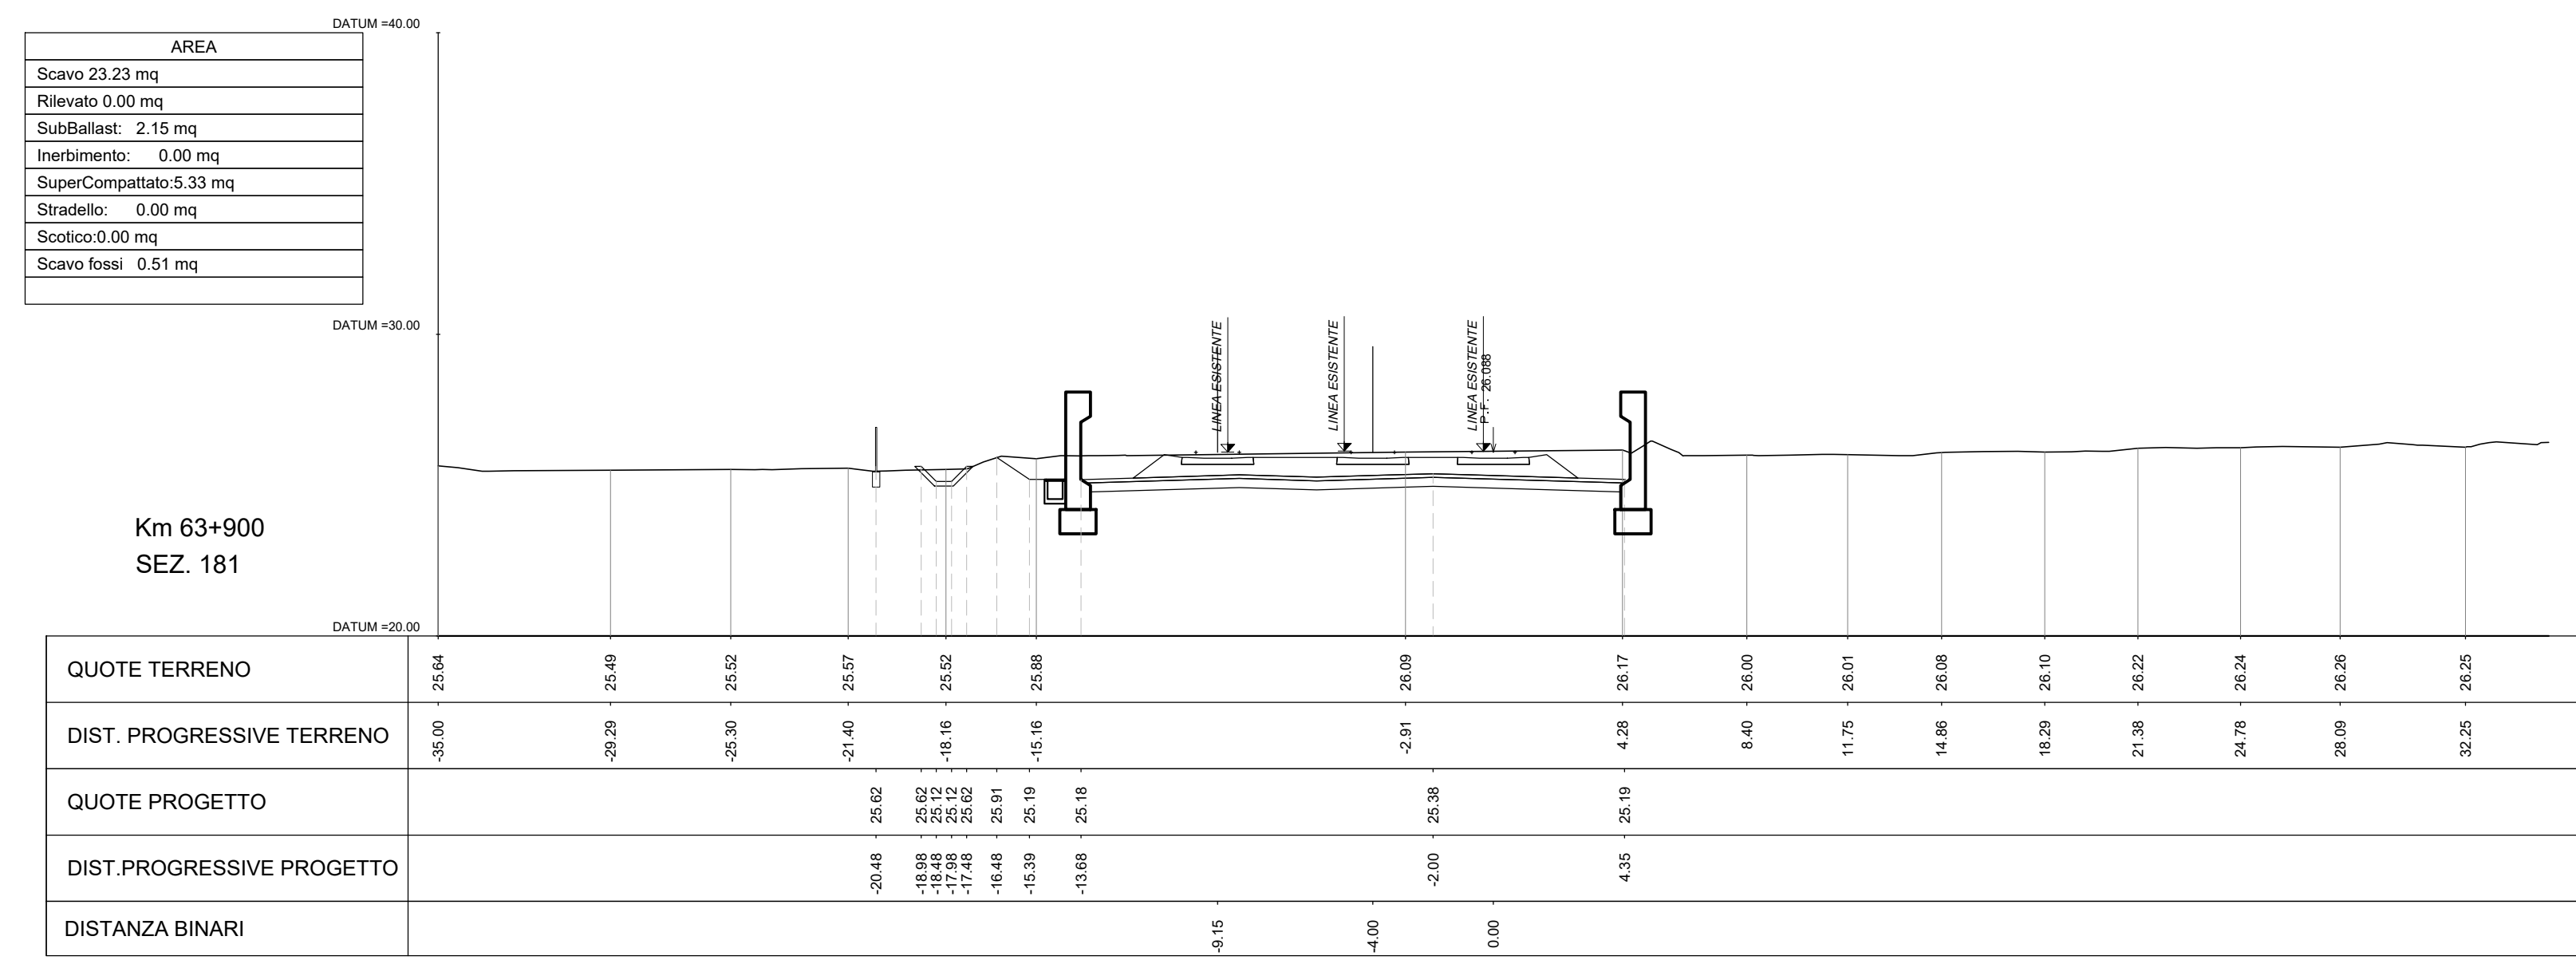 DATUM =40.00
AREA
Scavo 23.23 mq
Rilevato 0.00 mq
SubBallast: 2.15 mq
Inerbimento: 0.00 mq
SuperCompattato:5.33 mq
Stradello: 0.00 mq
Scotico:0.00 mq
Scavo fossi 0.51 mq
DATUM =30.00
LINEA ESISTENTE
LINEA ESISTENTE
LINEA ESISTENTE
P.F. 26.088
Km 63+900
SEZ. 181
DATUM =20.00
QUOTE TERRENO 25.64 25.49 25.52 25.57 25.52 25.88 26.09 26.17 26.00 26.01 26.08 26.10 26.22 26.24 26.26 26.25
DIST. PROGRESSIVE TERRENO -35.00 -29.29 -25.30 -21.40 -18.16 -15.16 -2.91 4.28 8.40 11.75 14.86 18.29 21.38 24.78 28.09 32.25
QUOTE PROGETTO 25.62 25.62 25.12 25.12 25.62 25.91 25.19 25.18 25.38 25.19
DIST.PROGRESSIVE PROGETTO -20.48 -18.98 -18.48 -17.98 -17.48 -16.48 -15.39 -13.68 -2.00 4.35
DISTANZA BINARI -9.15 -4.00 0.00